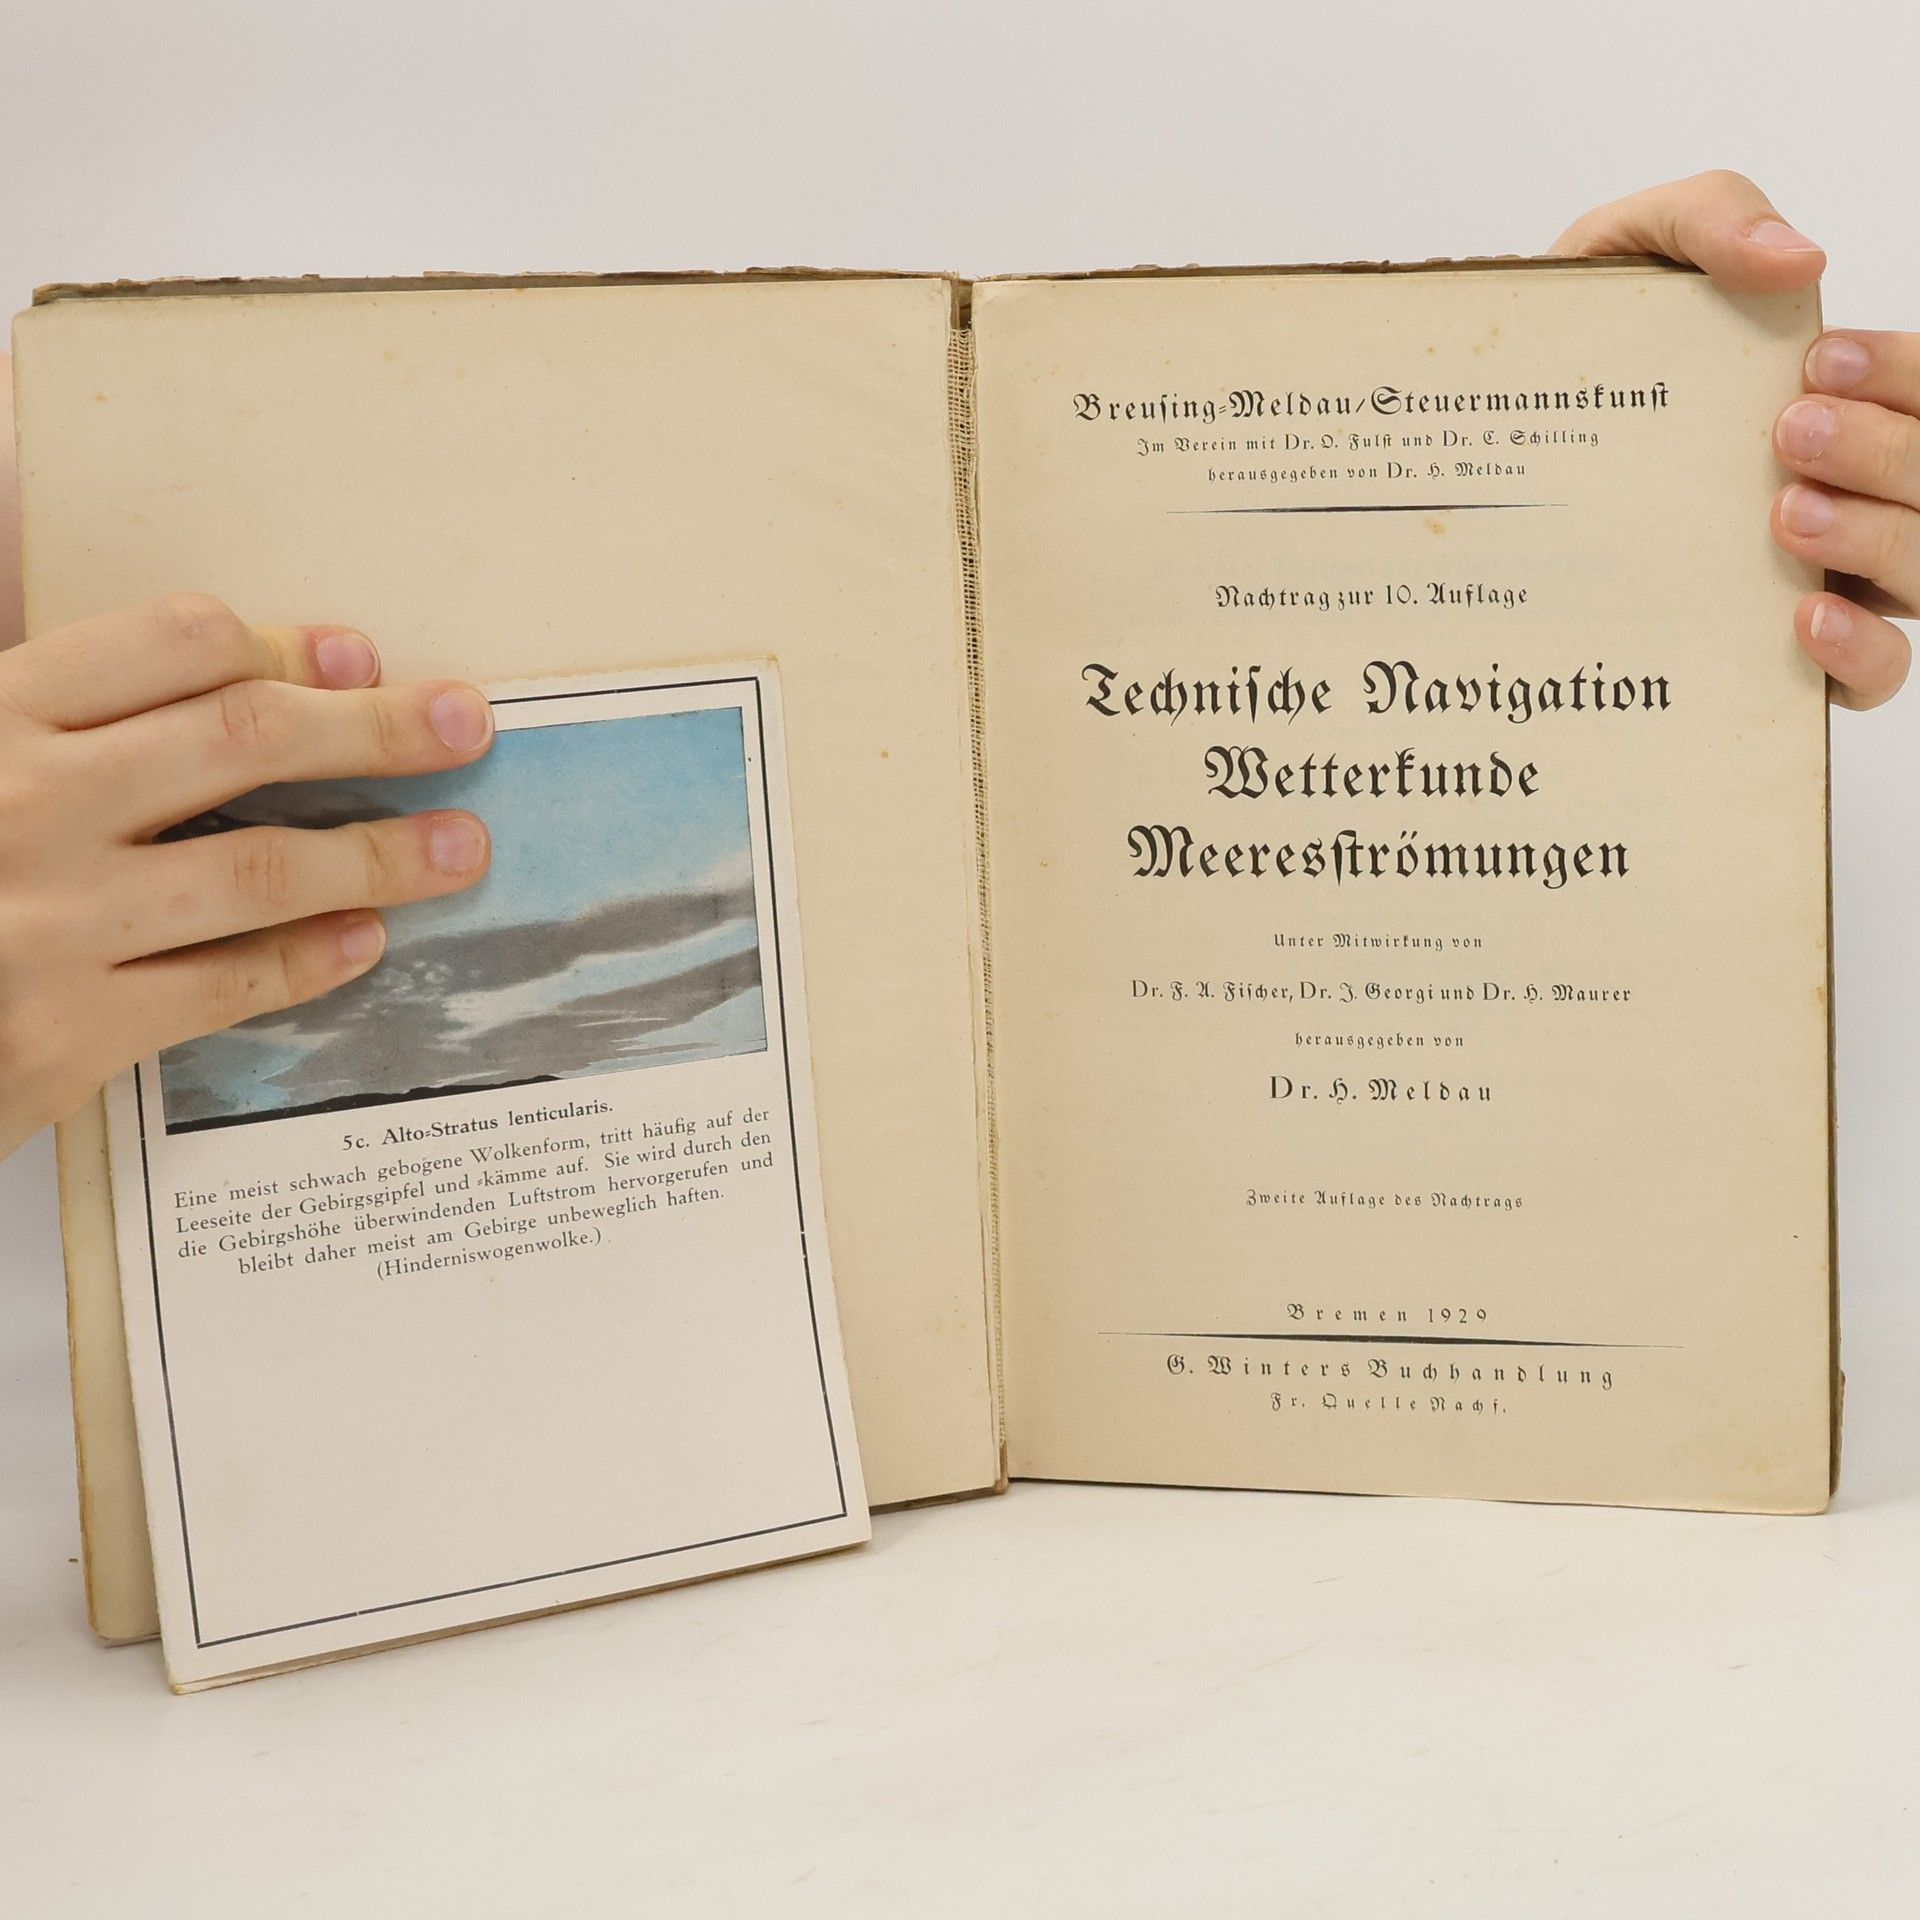 5c. Alto-Stratus lenticularis.
Eine meist schwach gebogene Wolkenform, tritt häufig auf der
Leeseite der Gebirgsgipfel und -kämme auf. Sie wird durch den
die Gebirgshöhe überwindenden Luftstrom hervorgerufen und
bleibt daher meist am Gebirge unbeweglich haften.
(Hinderniswogenwolke.)
Breuſing-Meldau/Steuermannskunſt
Im Verein mit Dr. O. Fulſt und Dr. C. Schilling
herausgegeben von Dr. H. Meldau
Nachtrag zur 10. Auflage
Techniſche Navigation
Wetterkunde
Meeresſtrömungen
Unter Mitwirkung von
Dr. F. A. Fiſcher, Dr. J. Georgi und Dr. H. Maurer
herausgegeben von
Dr. H. Meldau
Zweite Auflage des Nachtrags
Bremen 1929
G. Winters Buchhandlung
Fr. Quelle Nachf.